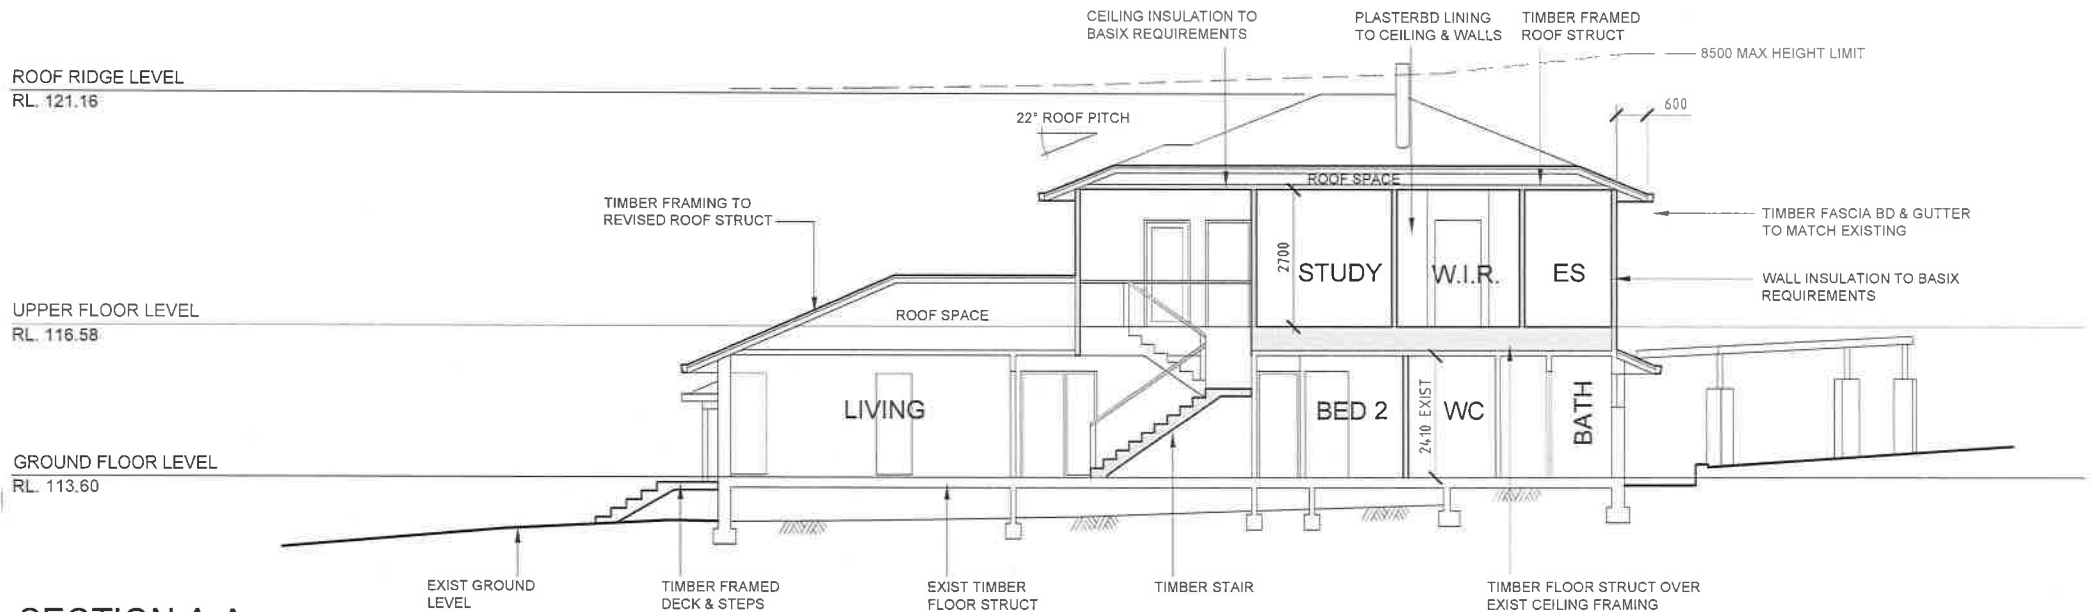 CEILING INSULATION TO
BASIX REQUIREMENTS
PLASTERBD LINING
TO CEILING & WALLS
TIMBER FRAMED
ROOF STRUCT
8500 MAX HEIGHT LIMIT
ROOF RIDGE LEVEL
RL. 121.16
600
22° ROOF PITCH
ROOF SPACE
TIMBER FRAMING TO
REVISED ROOF STRUCT
TIMBER FASCIA BD & GUTTER
TO MATCH EXISTING
2700
STUDY
W.I.R.
ES
WALL INSULATION TO BASIX
REQUIREMENTS
UPPER FLOOR LEVEL
RL. 116.58
ROOF SPACE
LIVING
BED 2
2410 EXIST
WC
BATH
GROUND FLOOR LEVEL
RL. 113.60
EXIST GROUND
LEVEL
TIMBER FRAMED
DECK & STEPS
EXIST TIMBER
FLOOR STRUCT
TIMBER STAIR
TIMBER FLOOR STRUCT OVER
EXIST CEILING FRAMING
SECTION A-A